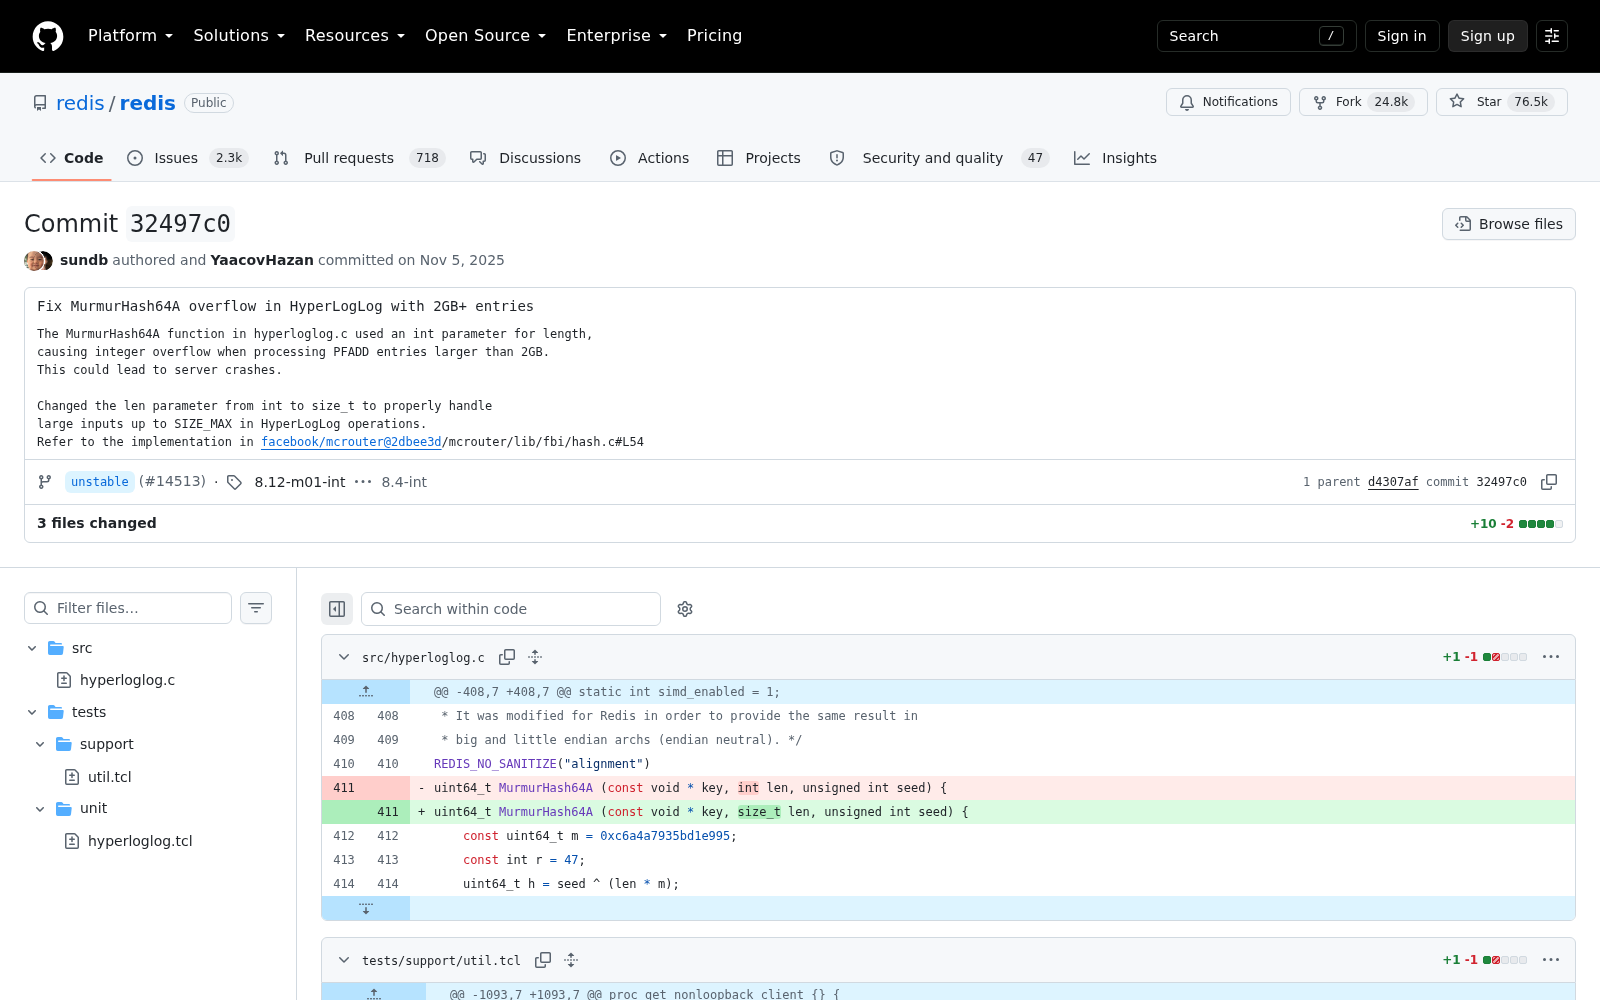 Platform
Solutions
Resources
Open Source
Enterprise
Pricing
Search /
Sign in
Sign up
redis / redis Public
Notifications
Fork 24.8k
Star 76.5k
Code
Issues 2.3k
Pull requests 718
Discussions
Actions
Projects
Security and quality 47
Insights
Commit 32497c0
Browse files
sundb authored and YaacovHazan committed on Nov 5, 2025
Fix MurmurHash64A overflow in HyperLogLog with 2GB+ entries
The MurmurHash64A function in hyperloglog.c used an int parameter for length,
causing integer overflow when processing PFADD entries larger than 2GB.
This could lead to server crashes.
Changed the len parameter from int to size_t to properly handle
large inputs up to SIZE_MAX in HyperLogLog operations.
Refer to the implementation in facebook/mcrouter@2dbee3d/mcrouter/lib/fbi/hash.c#L54
unstable (#14513) · 8.12-m01-int ··· 8.4-int
1 parent d4307af commit 32497c0
3 files changed
+10 -2
Filter files…
src
hyperloglog.c
tests
support
util.tcl
unit
hyperloglog.tcl
Search within code
src/hyperloglog.c
+1 -1
@@ -408,7 +408,7 @@ static int simd_enabled = 1;
408 408 * It was modified for Redis in order to provide the same result in
409 409 * big and little endian archs (endian neutral). */
410 410 REDIS_NO_SANITIZE("alignment")
411 - uint64_t MurmurHash64A (const void * key, int len, unsigned int seed) {
411 + uint64_t MurmurHash64A (const void * key, size_t len, unsigned int seed) {
412 412 const uint64_t m = 0xc6a4a7935bd1e995;
413 413 const int r = 47;
414 414 uint64_t h = seed ^ (len * m);
tests/support/util.tcl
+1 -1
@@ -1093,7 +1093,7 @@ proc get_nonloopback_client {} {